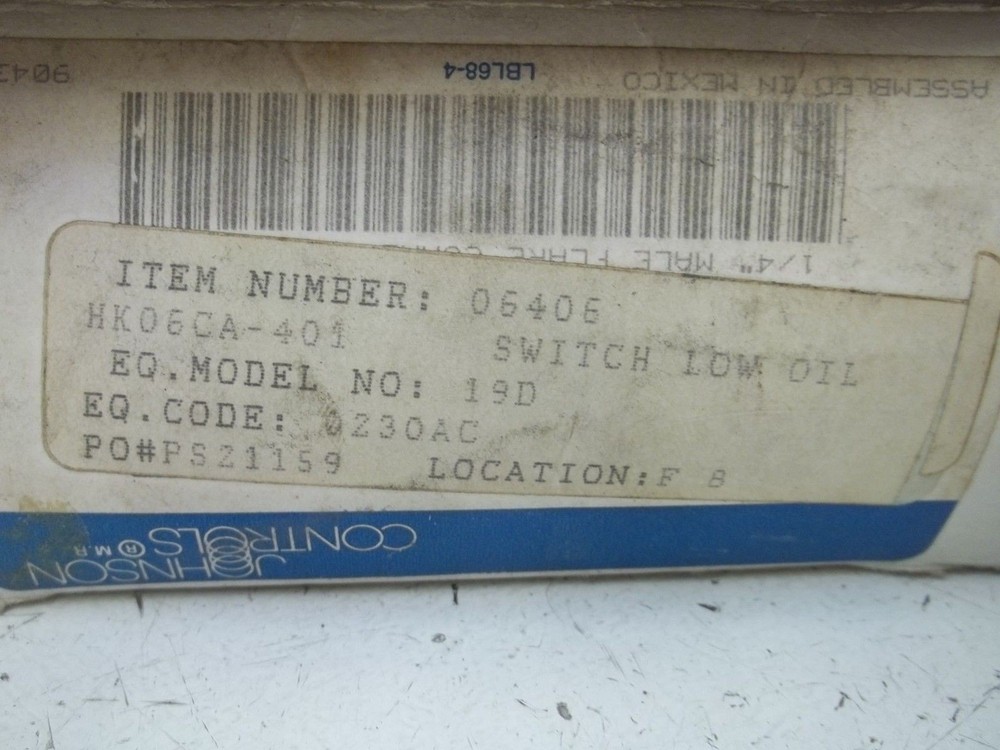 9043
LBL68-4
ASSEMBLED IN MEXICO
1/4" MALE FLARE
ITEM NUMBER: 06406
HK06CA-401 SWITCH LOW OIL
EQ.MODEL NO: 19D
EQ.CODE: 0230AC
PO#PS21159 LOCATION:F 8
JOHNSON
CONTROLS ® M.R